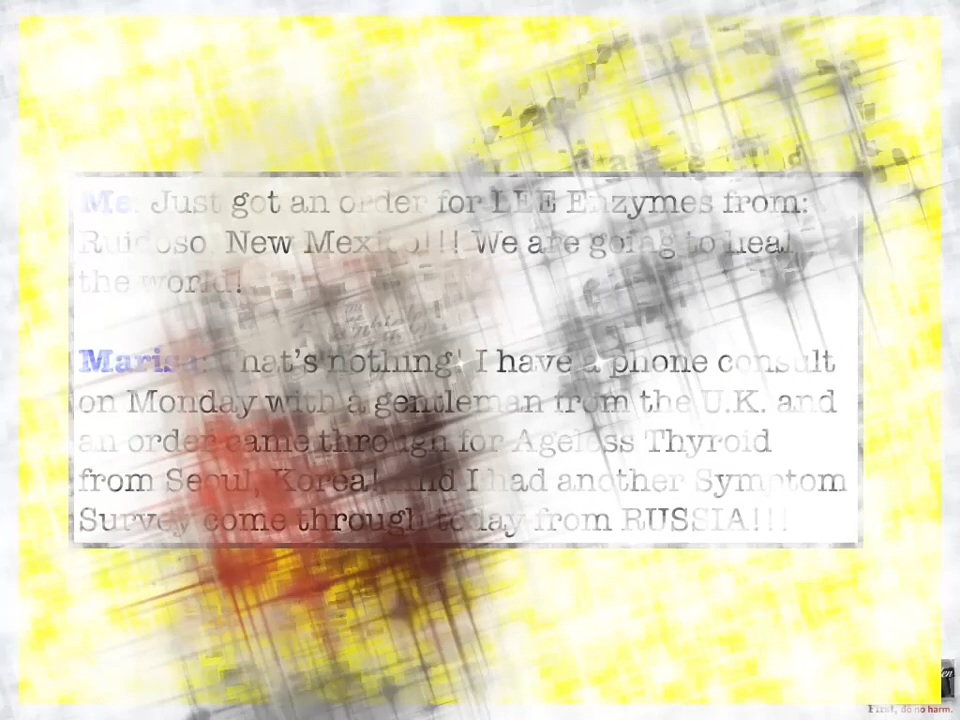 Me: Just got an order for LEE Enzymes from:
Ruidoso, New Mexico!!! We are going to heal
the world!
Marisa: That's nothing! I have a phone consult
on Monday with a gentleman from the U.K. and
an order came through for Ageless Thyroid
from Seoul, Korea! And I had another Symptom
Survey come through today from RUSSIA!!!
First, do no harm.